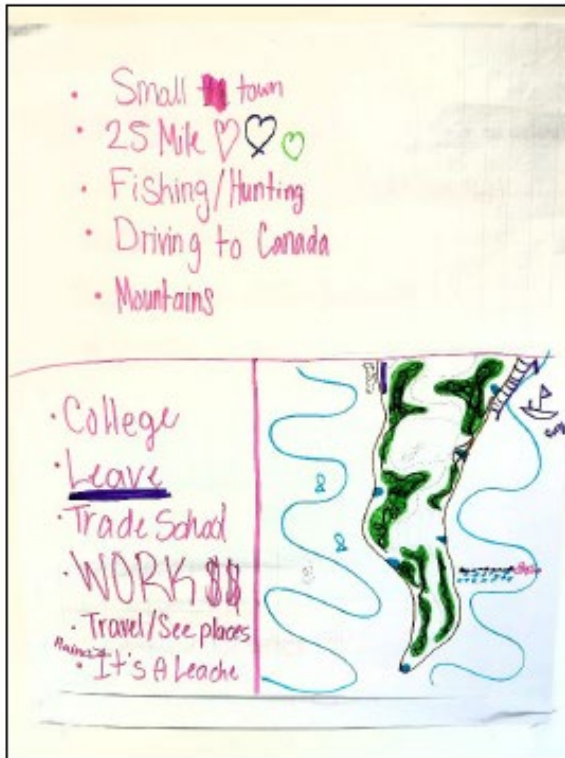 • Small town
• 25 Mile
• Fishing/Hunting
• Driving to Canada
• Mountains
• College
• Leave
• Trade School
• WORK $$
• Travel/See places
• It's A Leache